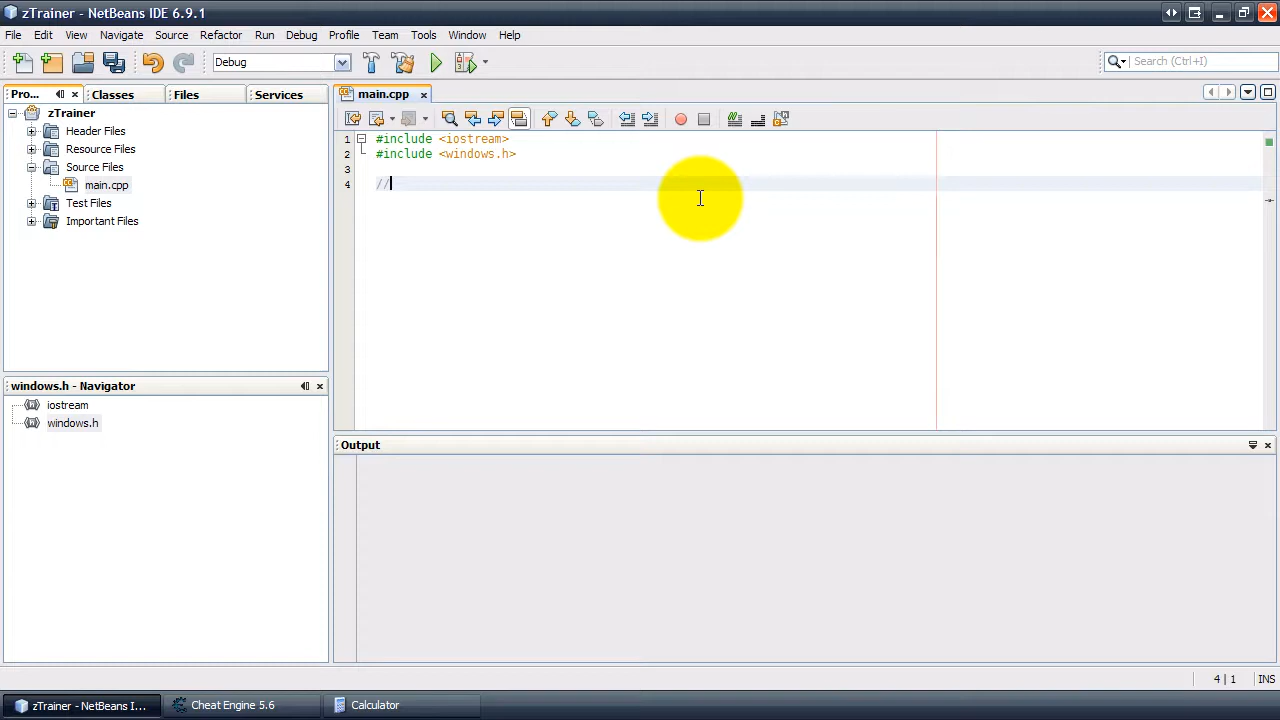 zTrainer - NetBeans IDE 6.9.1
File Edit View Navigate Source Refactor Run Debug Profile Team Tools Window Help
Debug
Search (Ctrl+I)
Pro... Classes Files Services
main.cpp
zTrainer
Header Files
Resource Files
Source Files
main.cpp
Test Files
Important Files
1 #include <iostream>
2 #include <windows.h>
3
4 //
windows.h - Navigator
iostream
windows.h
Output
4 | 1 INS
zTrainer - NetBeans I... Cheat Engine 5.6 Calculator